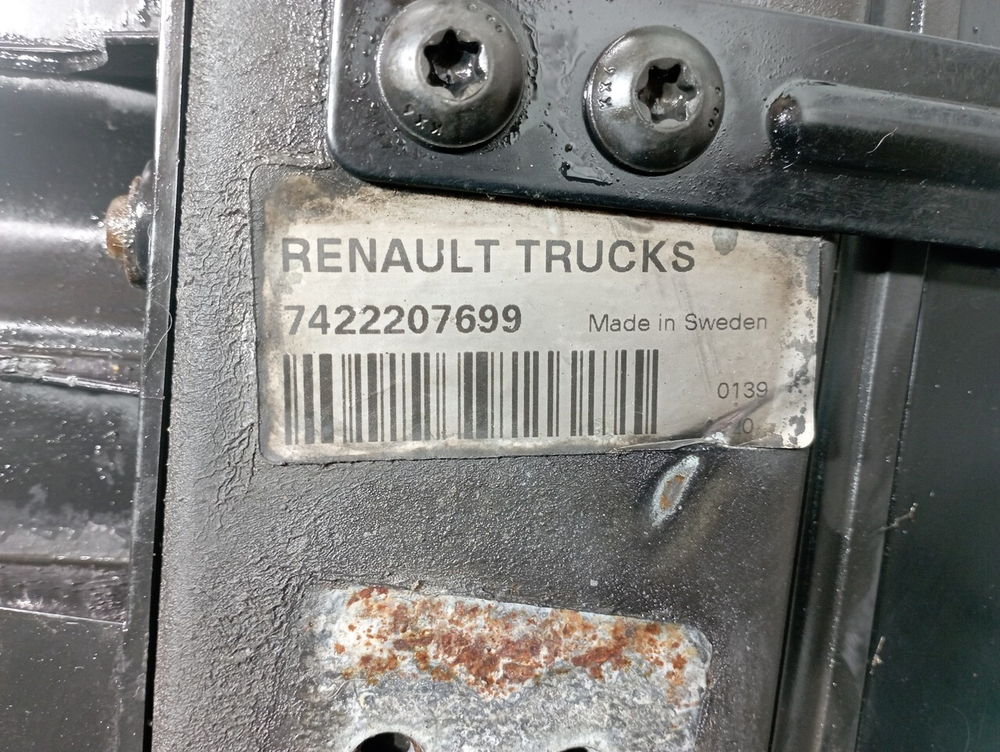 RENAULT TRUCKS
7422207699 Made in Sweden
0139